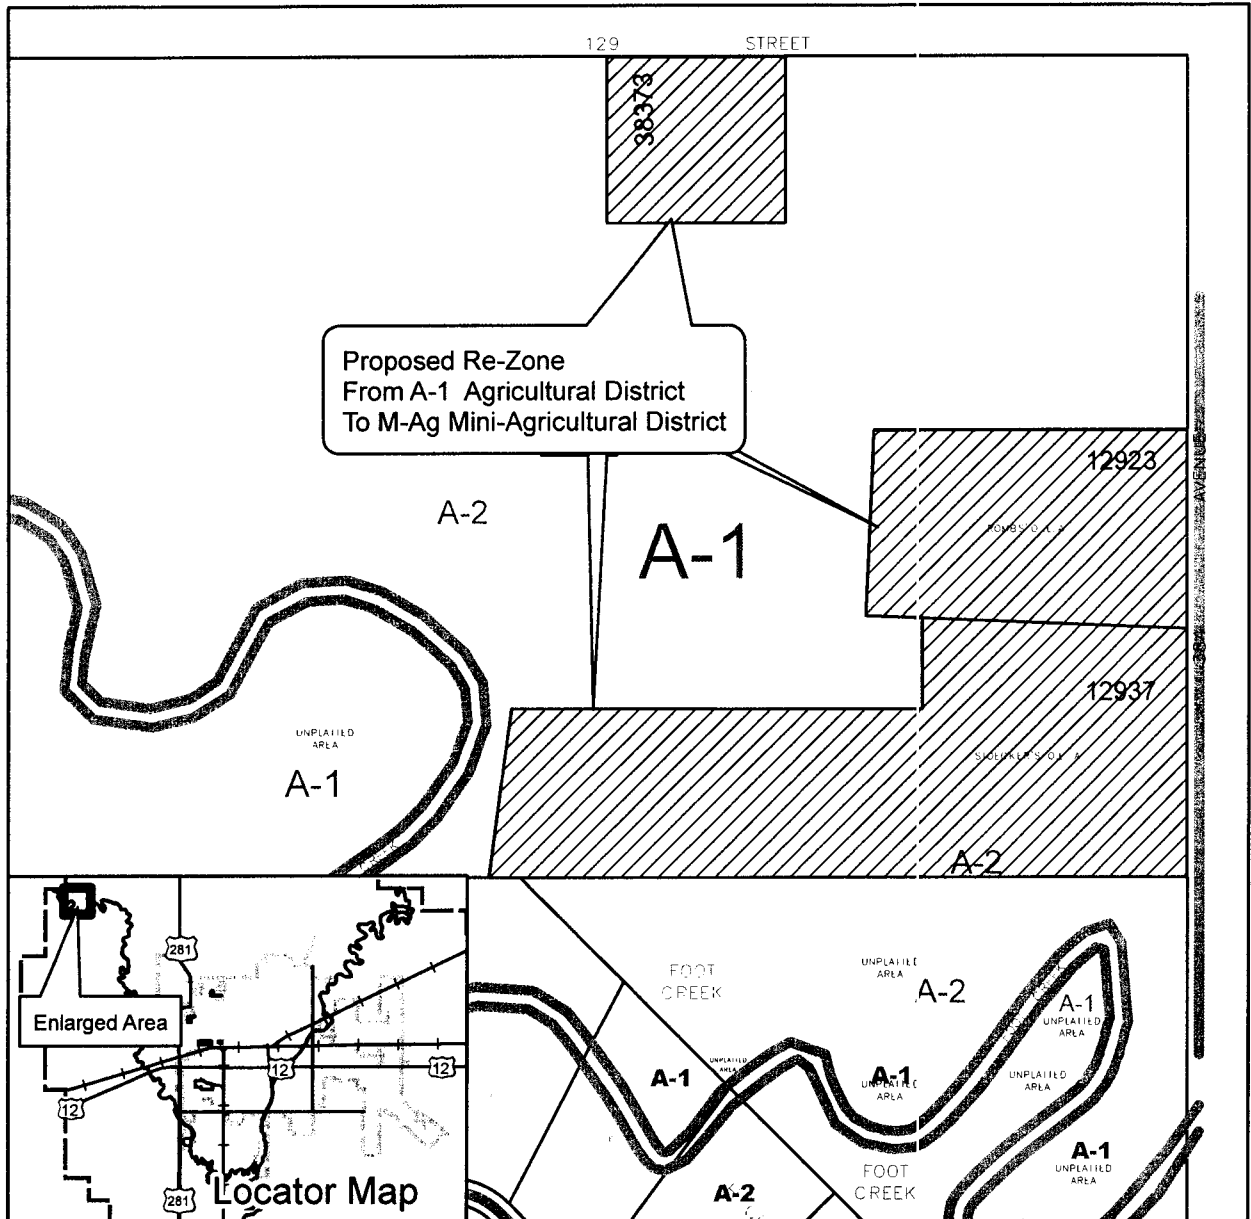 129 STREET
38373
Proposed Re-Zone
From A-1 Agricultural District
To M-Ag Mini-Agricultural District
12923
AVENUE
A-2
A-1
12937
UNPLATTED
AREA
A-1
A-2
281
Enlarged Area
12
12
12
281
Locator Map
FOOT
CREEK
UNPLATTED
AREA
A-2
A-1
UNPLATTED
AREA
UNPLATTED
AREA
A-1
UNPLATTED
AREA
A-1
UNPLATTED
AREA
A-1
UNPLATTED
AREA
FOOT
CREEK
A-2